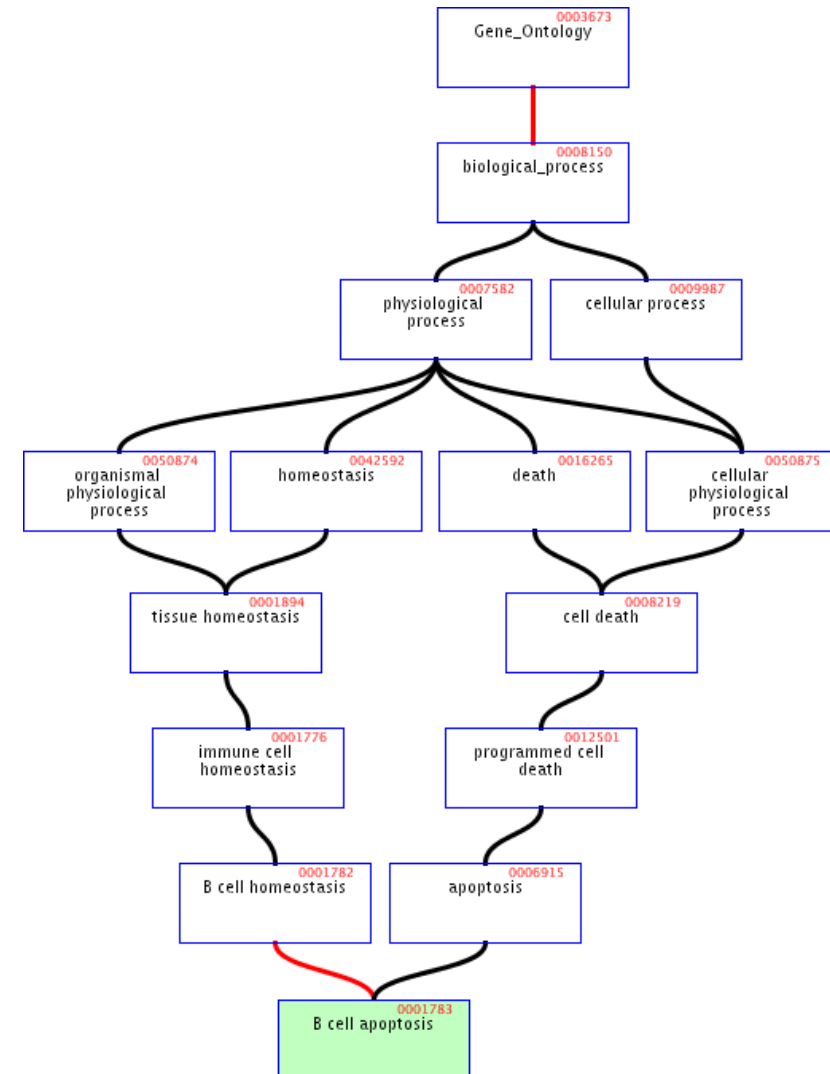 0003673
Gene_Ontology
0008150
biological_process
0007582
physiological
process
0009987
cellular process
0050874
organismal
physiological
process
0042592
homeostasis
0016265
death
0050875
cellular
physiological
process
0001894
tissue homeostasis
0008219
cell death
0001776
immune cell
homeostasis
0012501
programmed cell
death
0001782
B cell homeostasis
0006915
apoptosis
0001783
B cell apoptosis